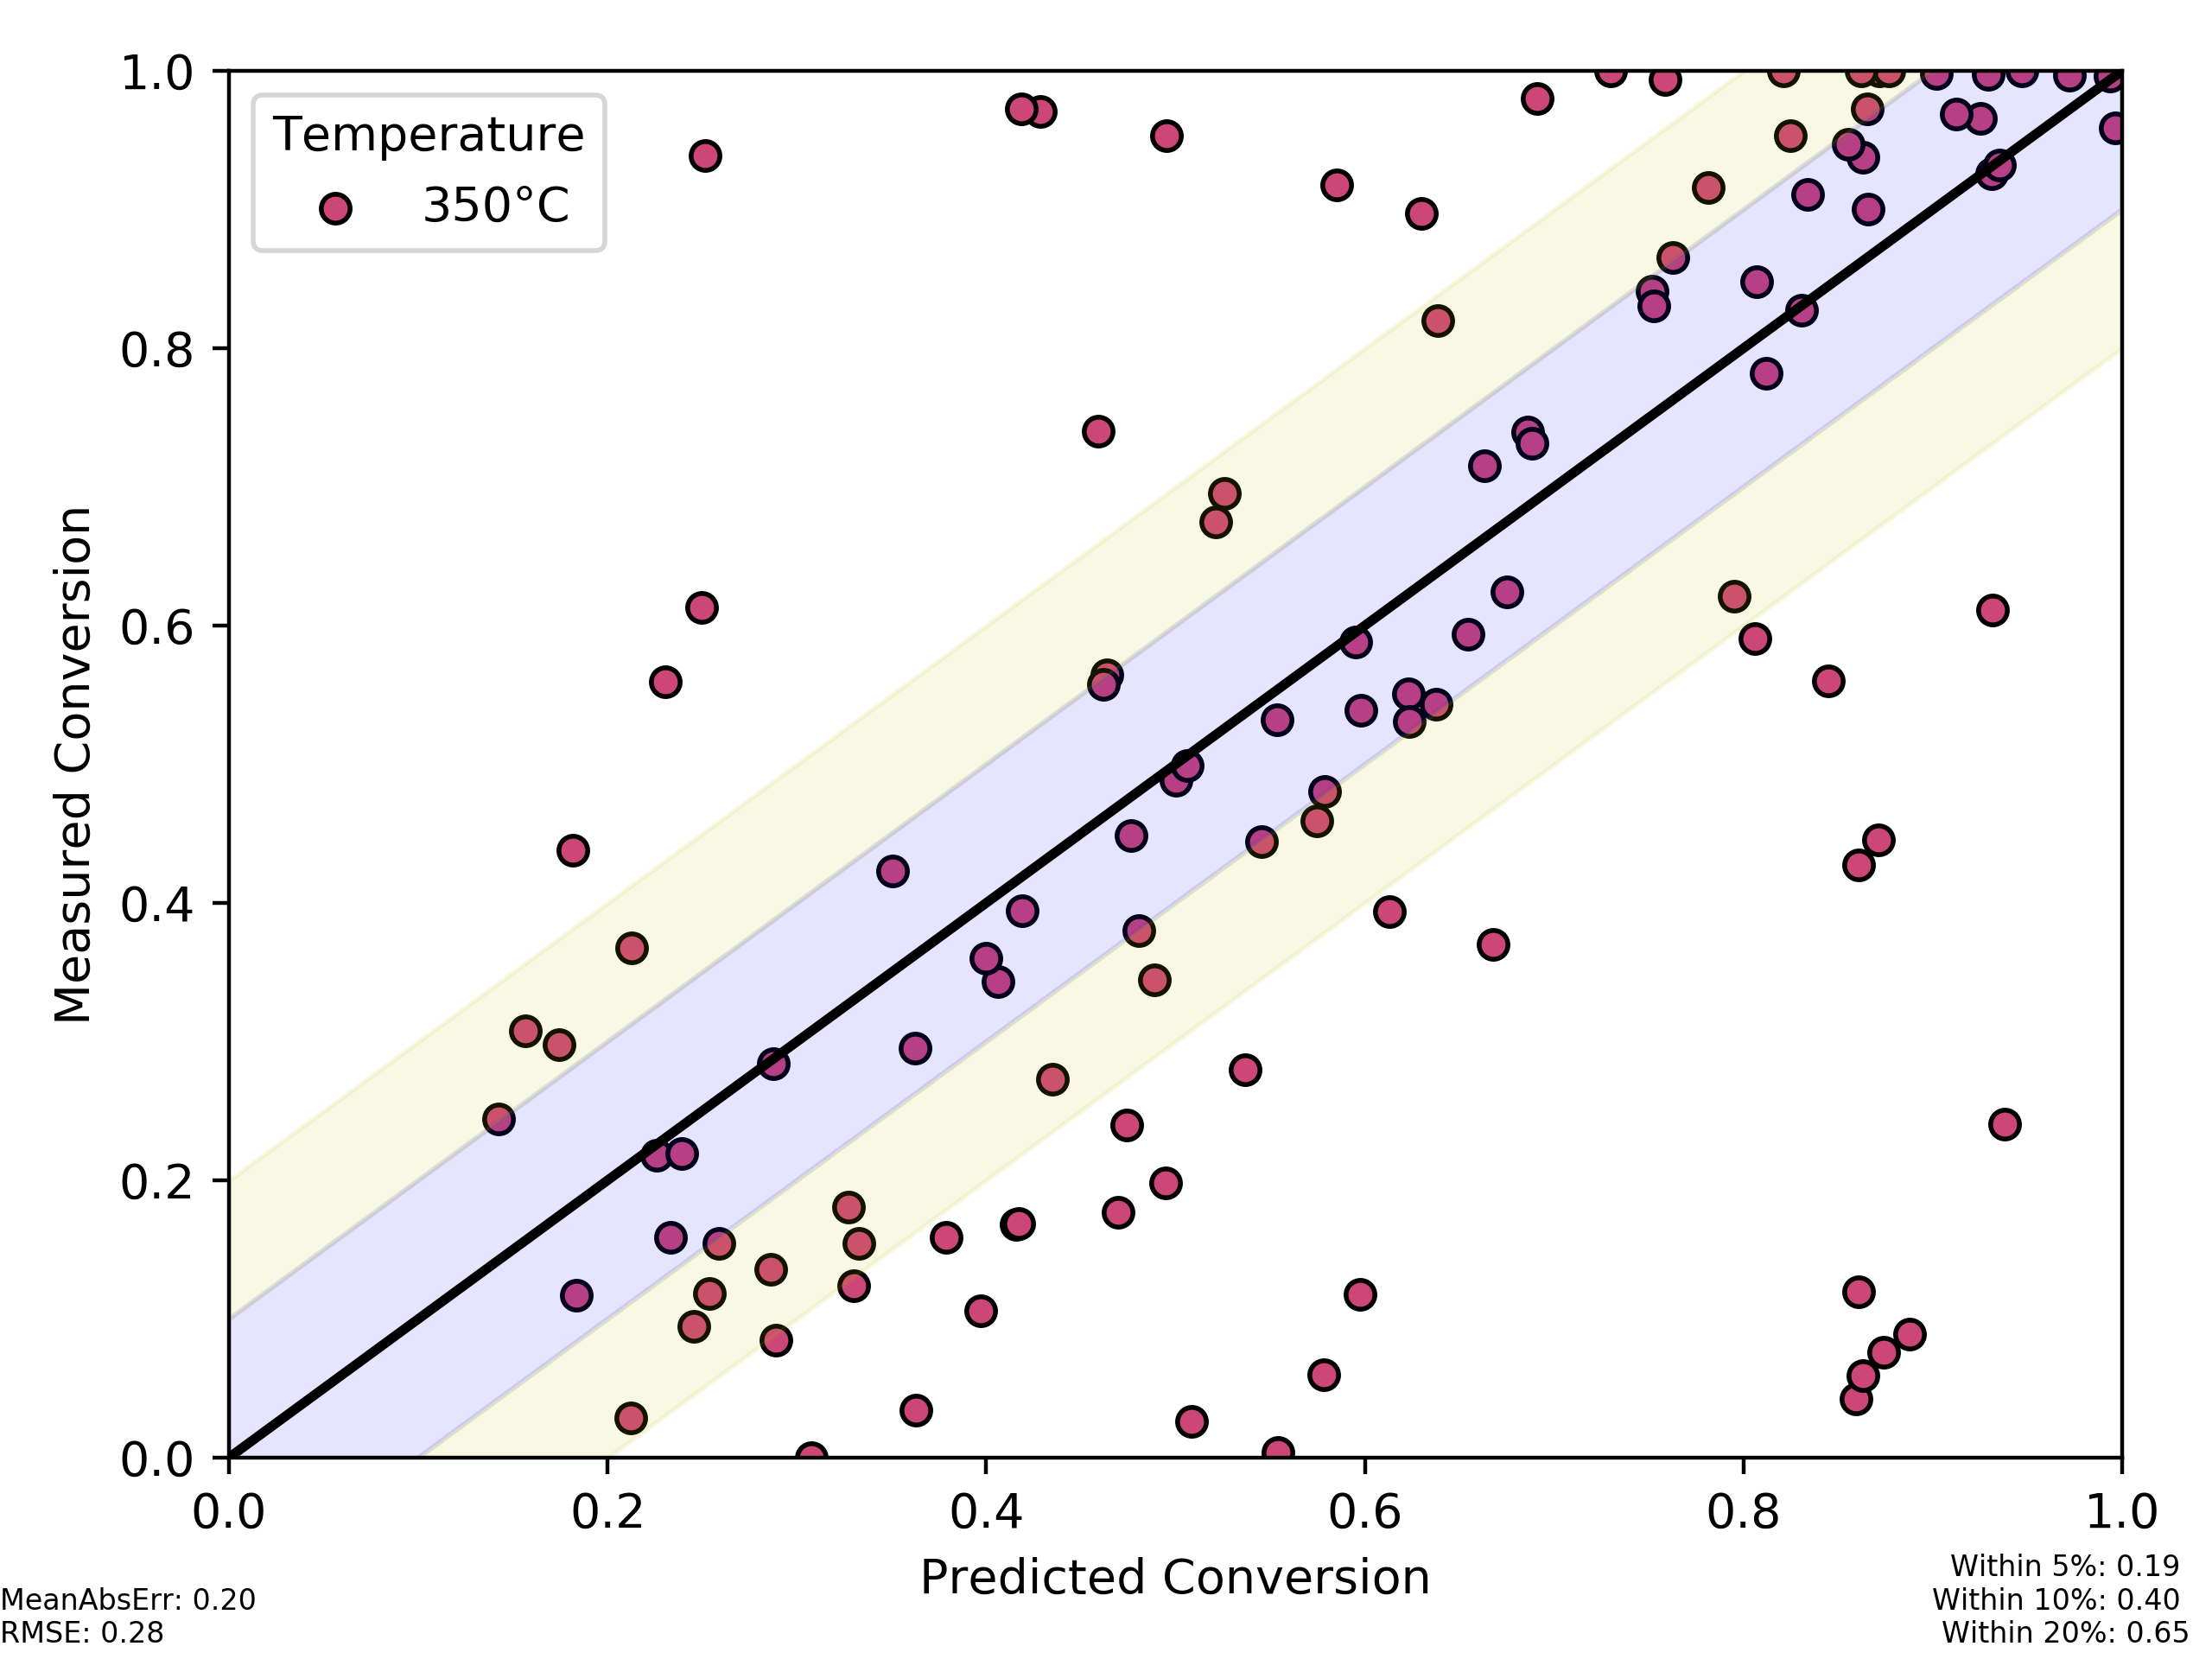 1.0
0.8
0.6
0.4
0.2
0.0
Measured Conversion
Temperature
350°C
0.0 0.2 0.4 0.6 0.8 1.0
Predicted Conversion
MeanAbsErr: 0.20
RMSE: 0.28
Within 5%: 0.19
Within 10%: 0.40
Within 20%: 0.65